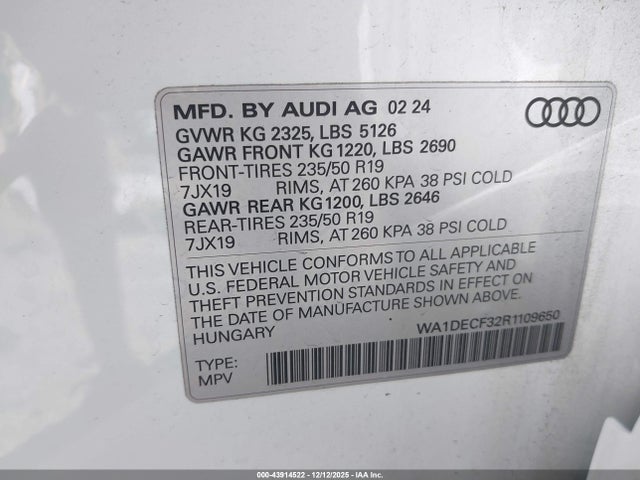 MFD. BY AUDI AG 02 24
GVWR KG 2325, LBS 5126
GAWR FRONT KG 1220, LBS 2690
FRONT-TIRES 235/50 R19
7JX19 RIMS, AT 260 KPA 38 PSI COLD
GAWR REAR KG1200, LBS 2646
REAR-TIRES 235/50 R19
7JX19 RIMS, AT 260 KPA 38 PSI COLD
THIS VEHICLE CONFORMS TO ALL APPLICABLE
U.S. FEDERAL MOTOR VEHICLE SAFETY AND
THEFT PREVENTION STANDARDS IN EFFECT ON
THE DATE OF MANUFACTURE SHOWN ABOVE.
HUNGARY
WA1DECF32R1109650
TYPE:
MPV
000-43914522 - 12/12/2025 - IAAI, Inc.